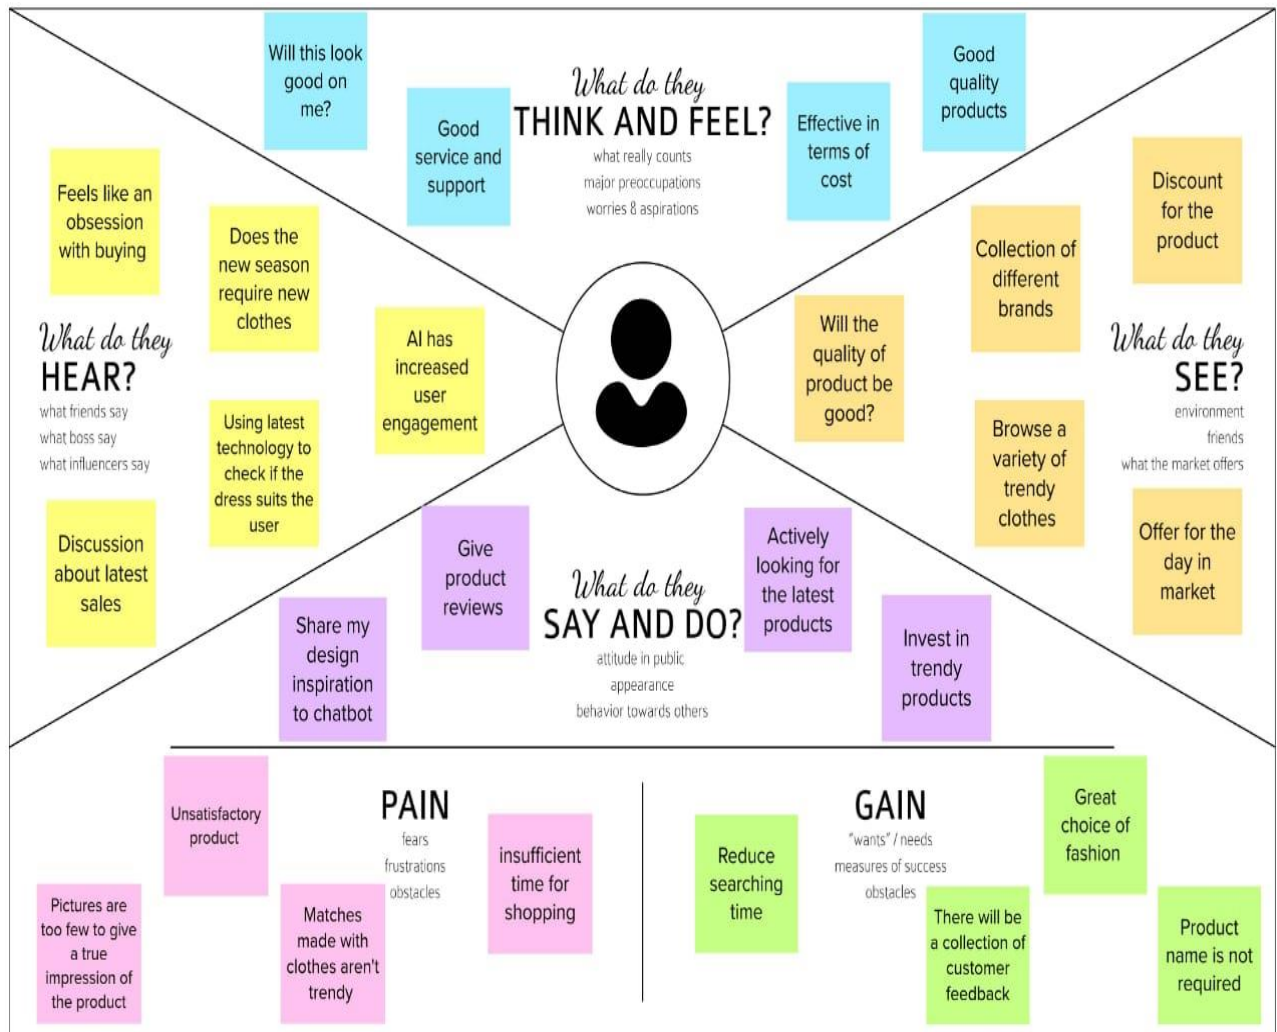 What do they
THINK AND FEEL?
what really counts
major preoccupations
worries & aspirations
Will this look
good on
me?
Good
service and
support
Effective in
terms of
cost
Good
quality
products
What do they
HEAR?
what friends say
what boss say
what influencers say
Feels like an
obsession
with buying
Does the
new season
require new
clothes
AI has
increased
user
engagement
Using latest
technology to
check if the
dress suits the
user
Discussion
about latest
sales
What do they
SEE?
environment
friends
what the market offers
Discount
for the
product
Collection of
different
brands
Will the
quality of
product be
good?
Browse a
variety of
trendy
clothes
Offer for the
day in
market
What do they
SAY AND DO?
attitude in public
appearance
behavior towards others
Give
product
reviews
Share my
design
inspiration
to chatbot
Actively
looking for
the latest
products
Invest in
trendy
products
PAIN
fears
frustrations
obstacles
Unsatisfactory
product
Pictures are
too few to give
a true
impression of
the product
Matches
made with
clothes aren't
trendy
insufficient
time for
shopping
GAIN
"wants" / needs
measures of success
obstacles
Reduce
searching
time
Great
choice of
fashion
There will be
a collection of
customer
feedback
Product
name is not
required